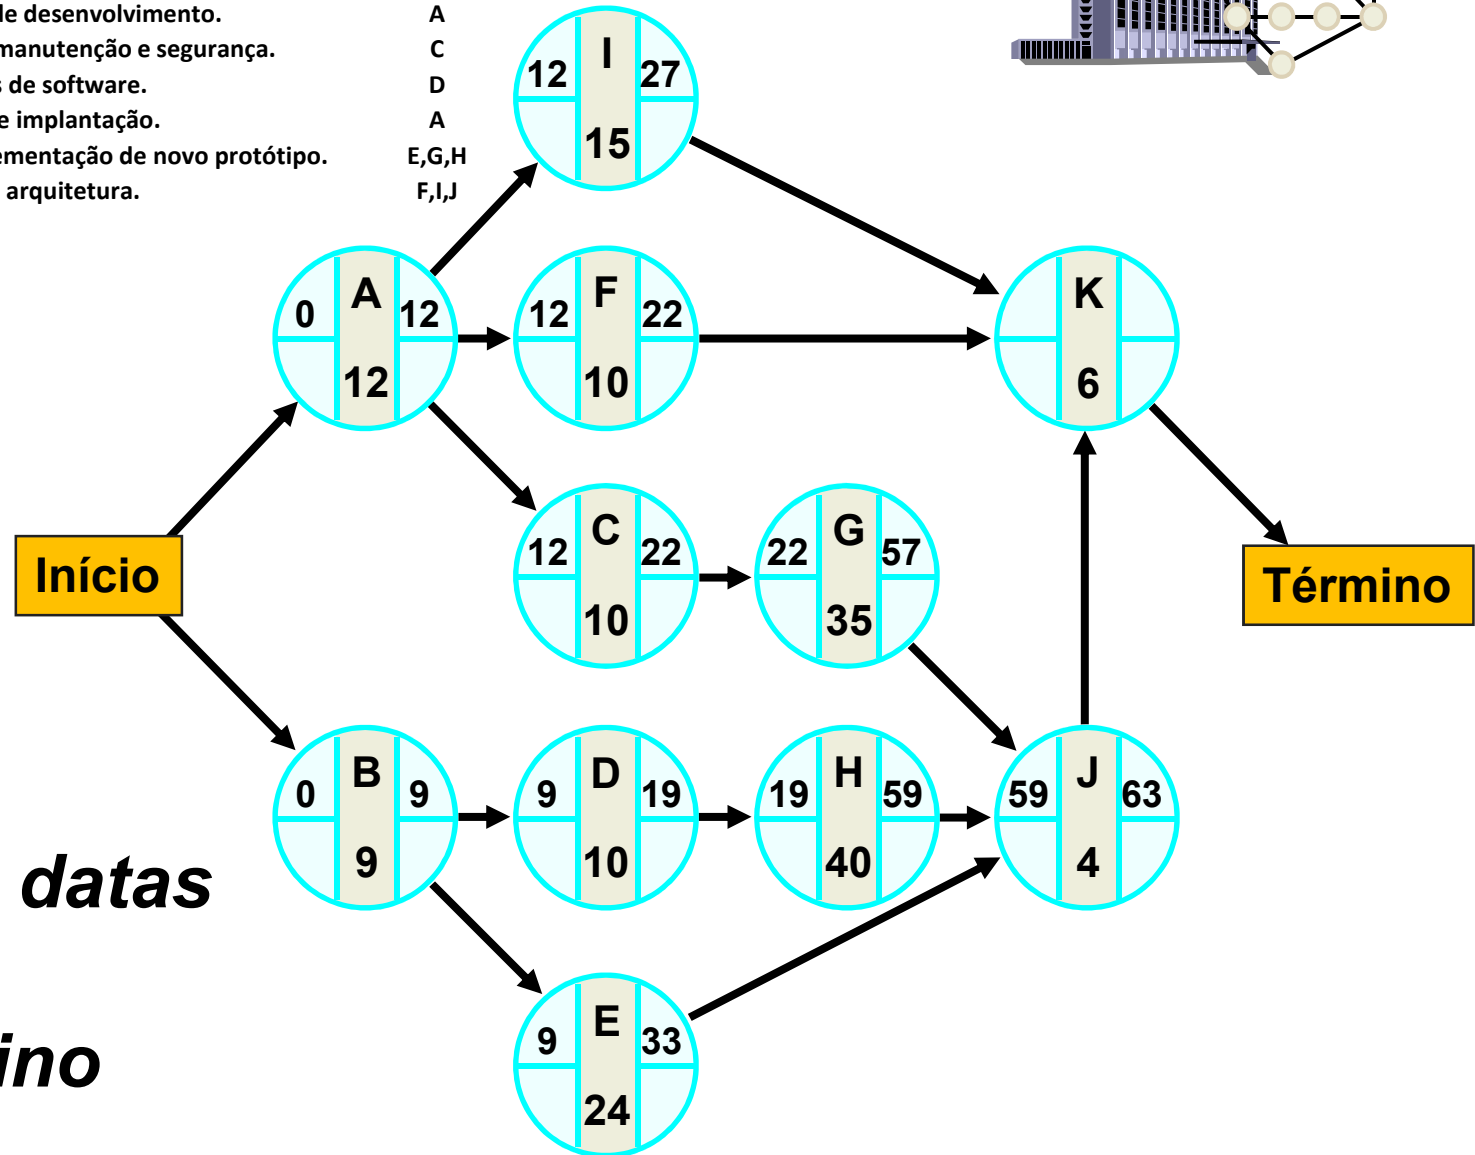 de desenvolvimento. A
manutenção e segurança. C
de software. D
e implantação. A
ementação de novo protótipo. E,G,H
arquitetura. F,I,J
I
12 27
15
A
0 12
12
F
12 22
10
K
6
Início
C
12 22
10
G
22 57
35
Término
B
0 9
9
D
9 19
10
H
19 59
40
J
59 63
4
datas
E
9 33
24
ino